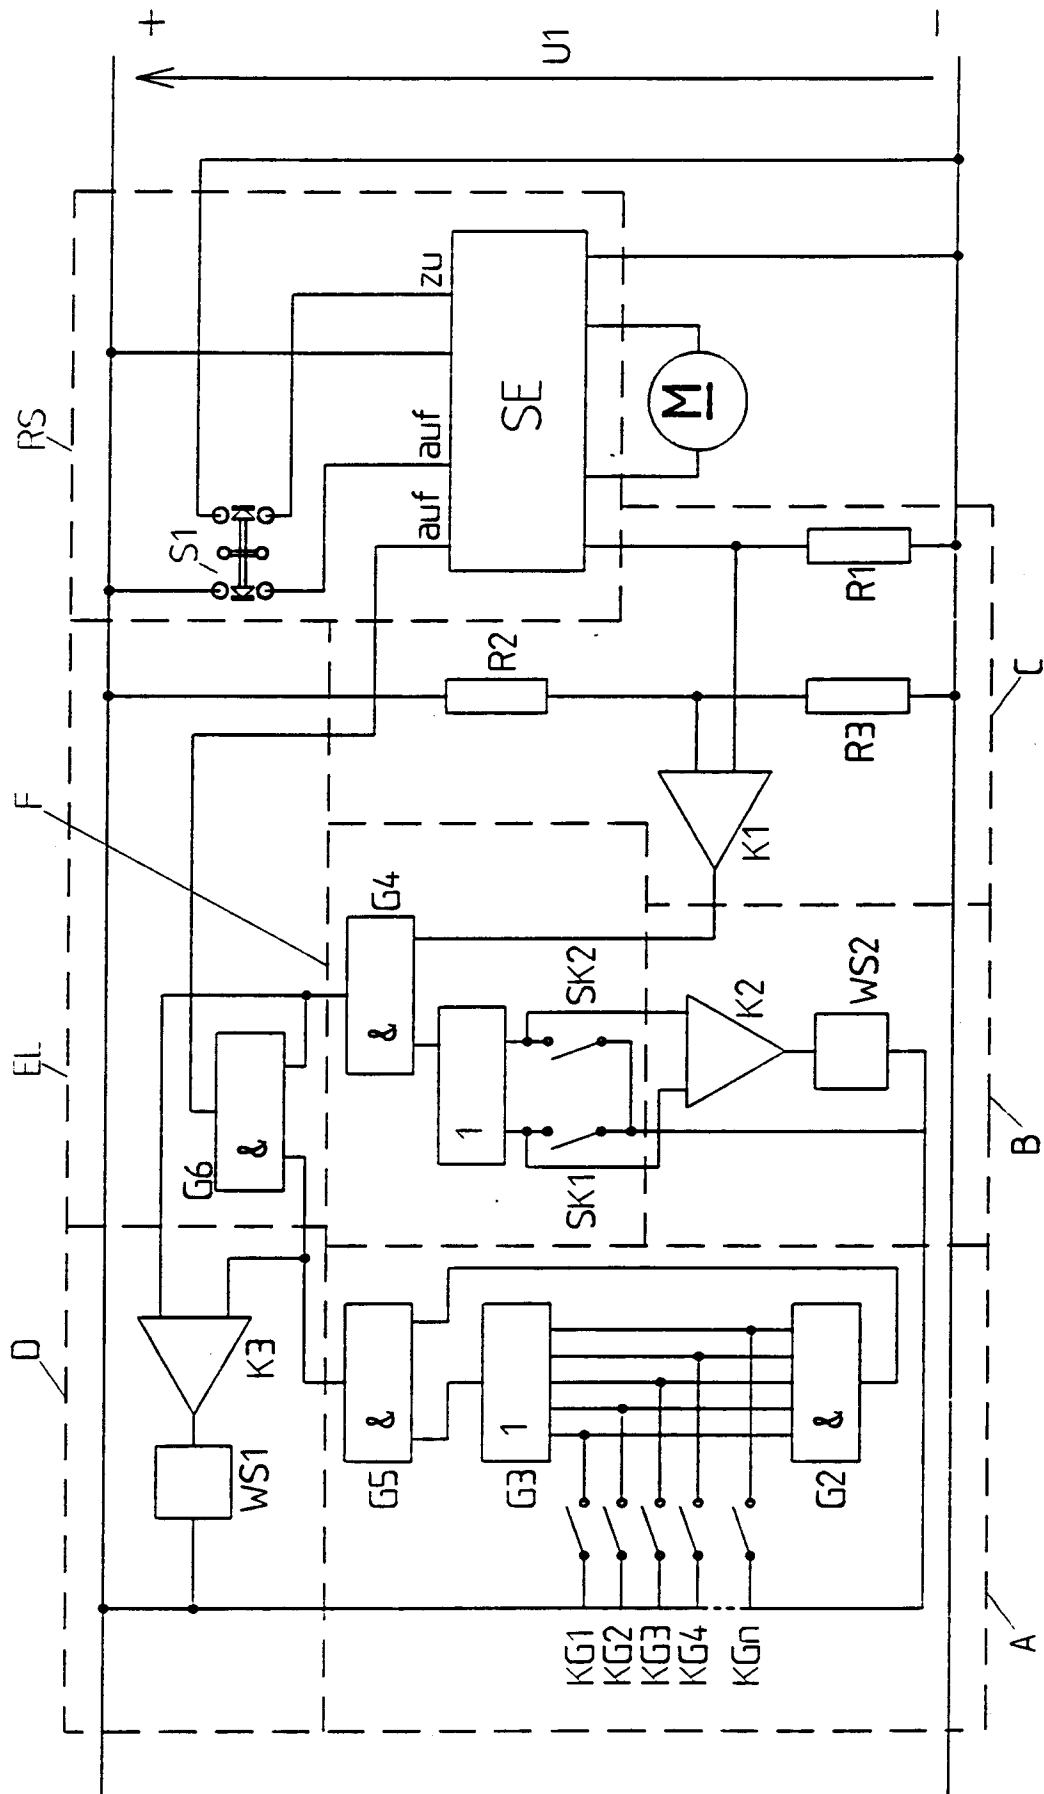 +
U1
−
RS
S1
auf
auf
zu
SE
M
R1
R2
R3
C
F
K1
EL
G4
&
G6
&
1
SK2
SK1
K2
WS2
B
D
K3
WS1
G5
&
G3
1
G2
&
KG1
KG2
KG3
KG4
KGn
A